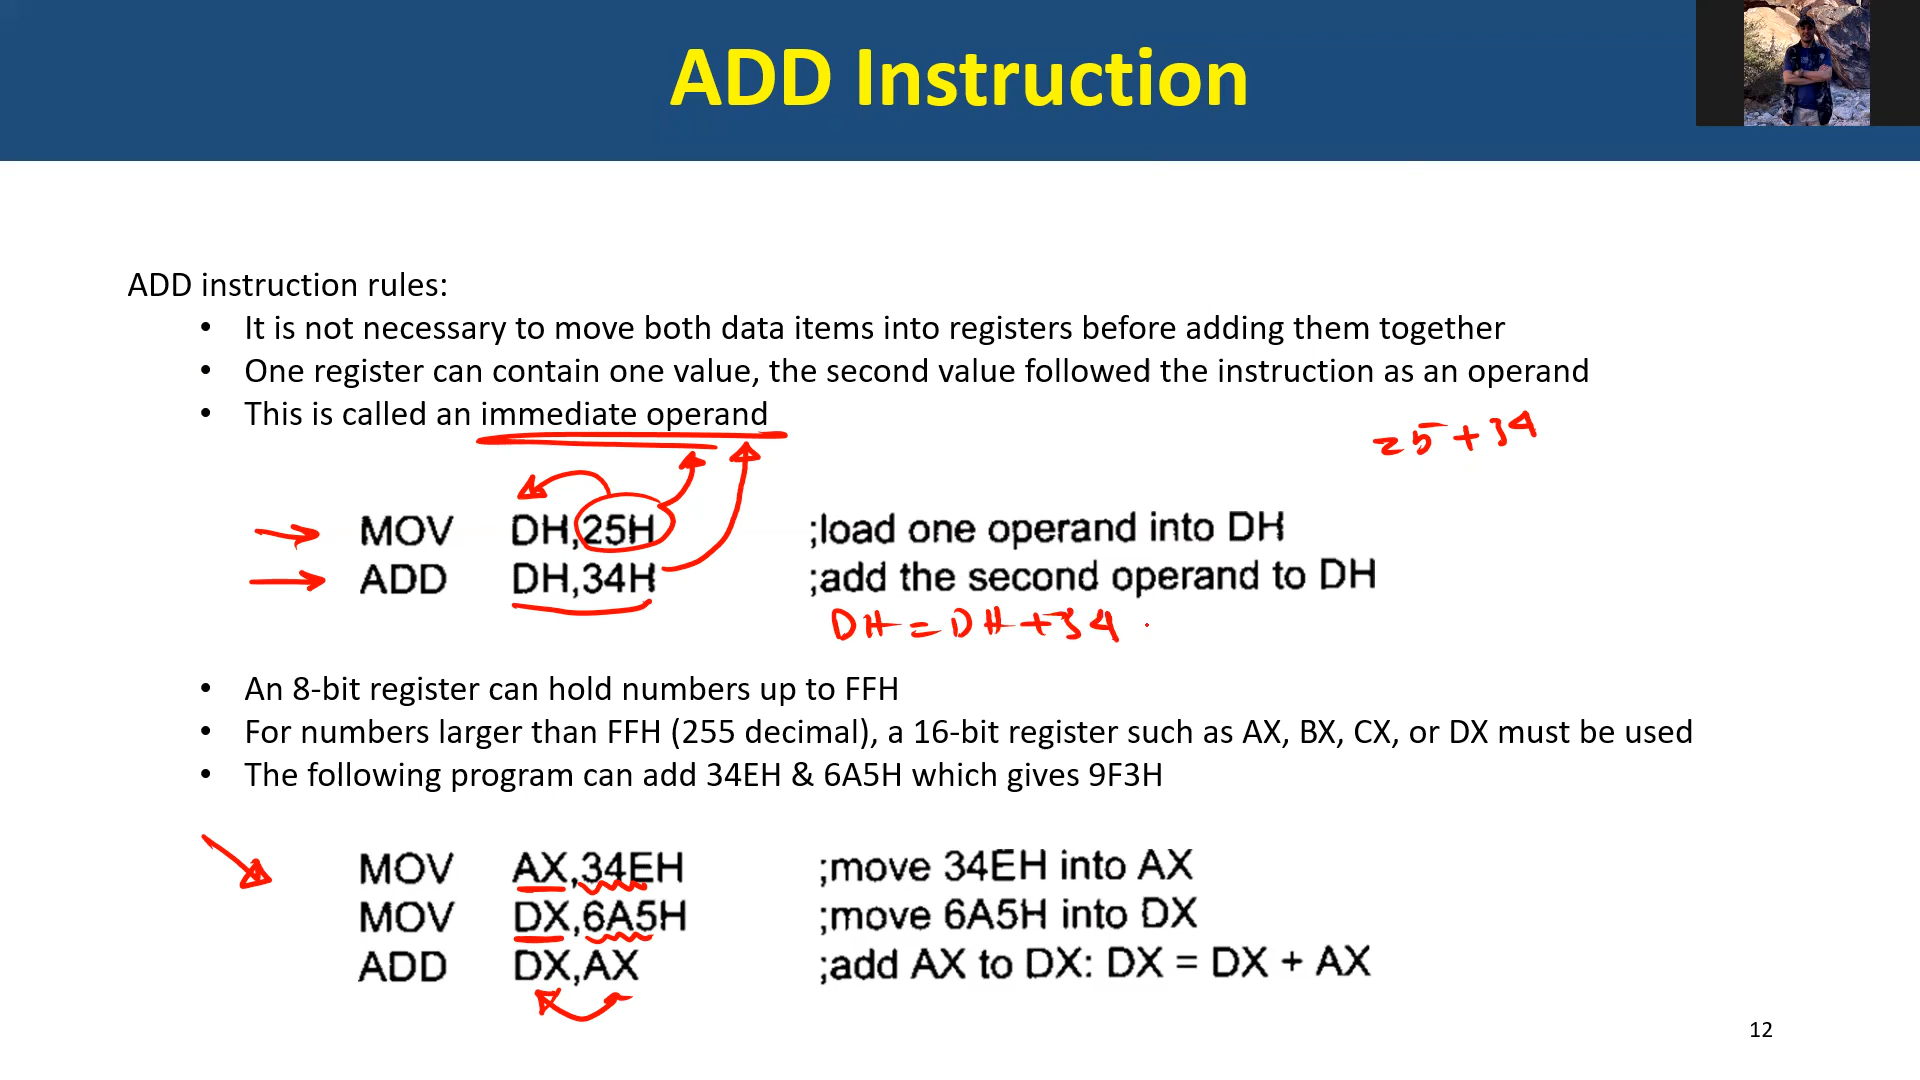 ADD Instruction
ADD instruction rules:
• It is not necessary to move both data items into registers before adding them together
• One register can contain one value, the second value followed the instruction as an operand
• This is called an immediate operand
25+34
MOV DH,25H ;load one operand into DH
ADD DH,34H ;add the second operand to DH
DH=DH+34
• An 8-bit register can hold numbers up to FFH
• For numbers larger than FFH (255 decimal), a 16-bit register such as AX, BX, CX, or DX must be used
• The following program can add 34EH & 6A5H which gives 9F3H
MOV AX,34EH ;move 34EH into AX
MOV DX,6A5H ;move 6A5H into DX
ADD DX,AX ;add AX to DX: DX = DX + AX
12